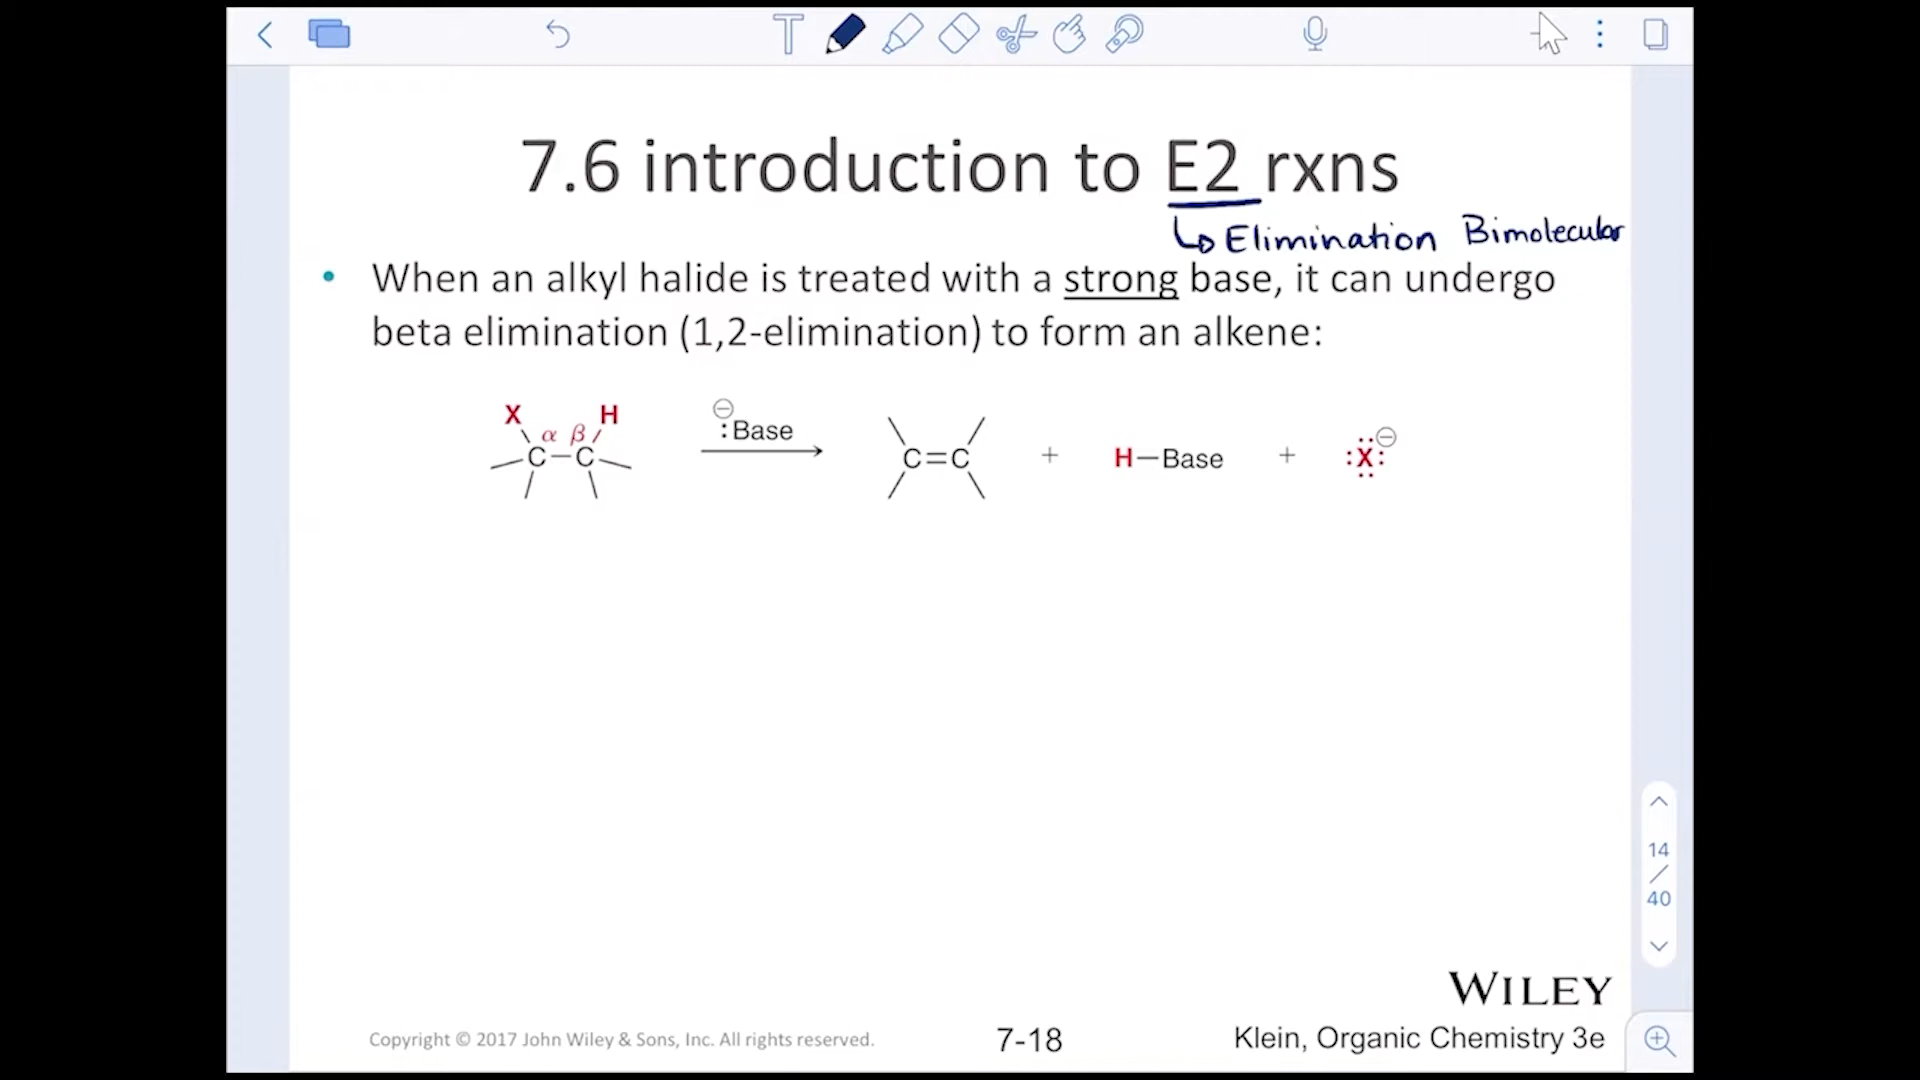 7.6 introduction to E2 rxns
↳ Elimination Bimolecular
• When an alkyl halide is treated with a strong base, it can undergo
beta elimination (1,2-elimination) to form an alkene:
X H
α β
C–C
⊖
:Base
C=C
+
H–Base
+
:X: ⊖
14
/
40
WILEY
Copyright © 2017 John Wiley & Sons, Inc. All rights reserved.
7-18
Klein, Organic Chemistry 3e